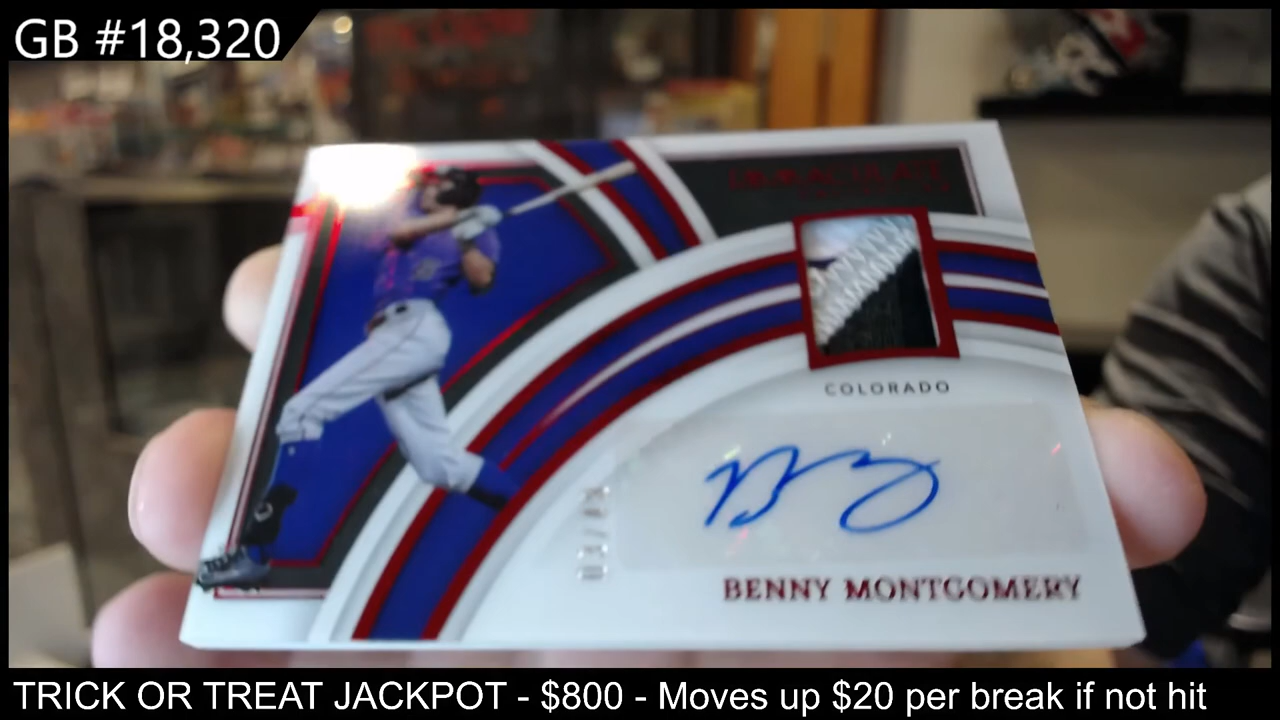 GB #18,320
IMMACULATE
COLORADO
BENNY MONTGOMERY
TRICK OR TREAT JACKPOT - $800 - Moves up $20 per break if not hit